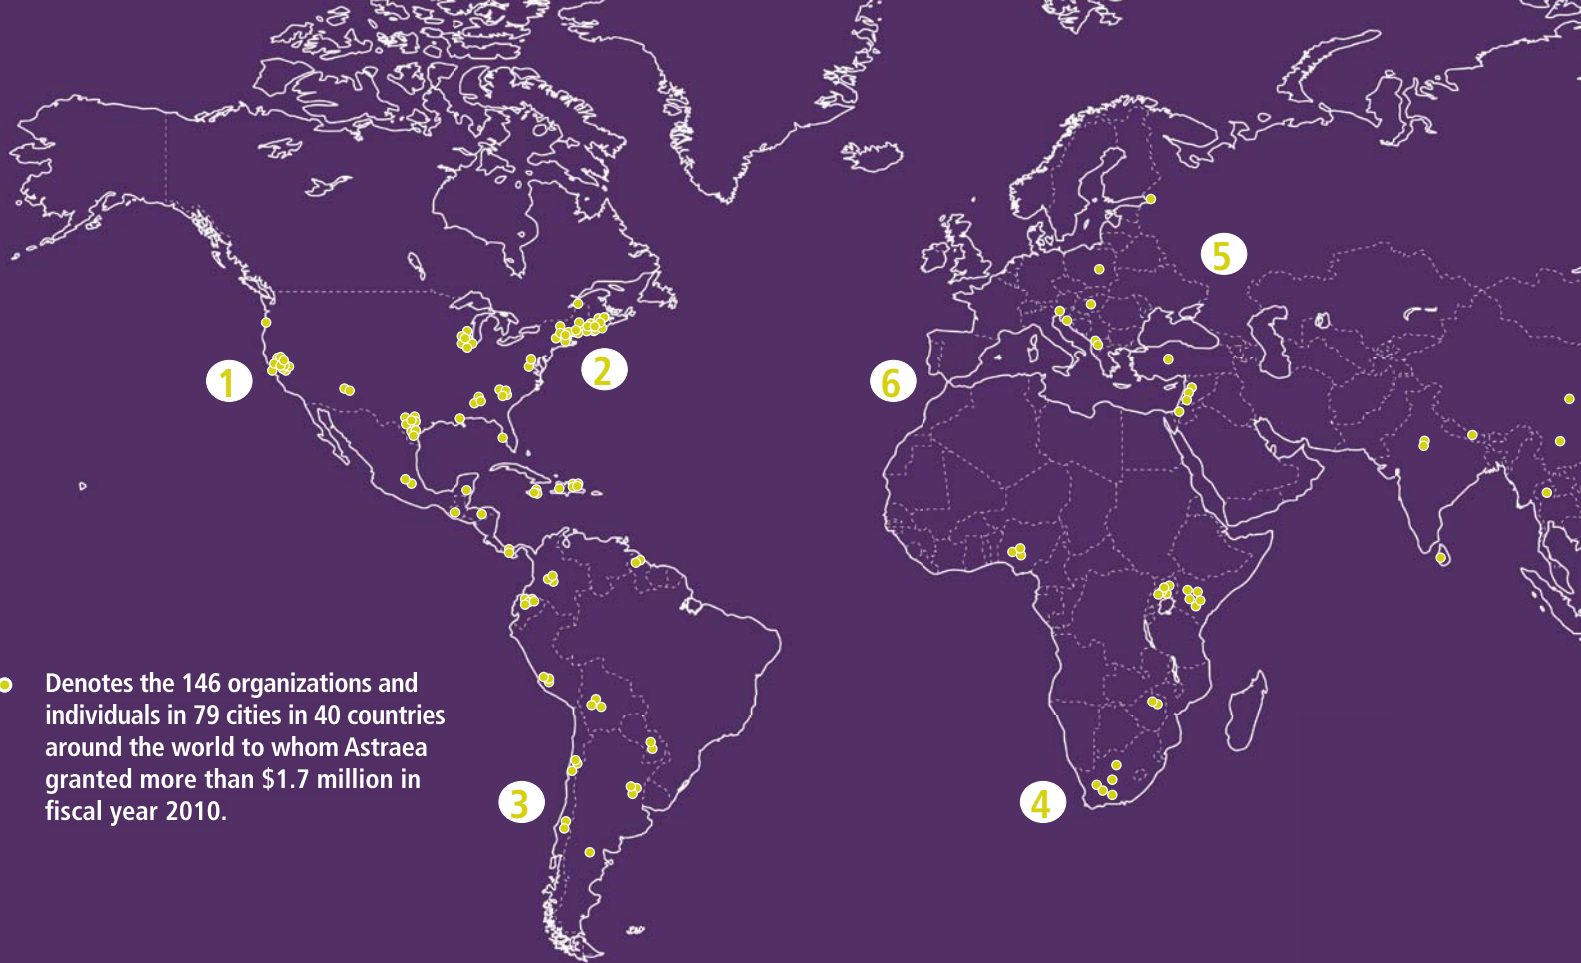 5
2
1
6
Denotes the 146 organizations and
individuals in 79 cities in 40 countries
around the world to whom Astraea
granted more than $1.7 million in
fiscal year 2010.
3
4